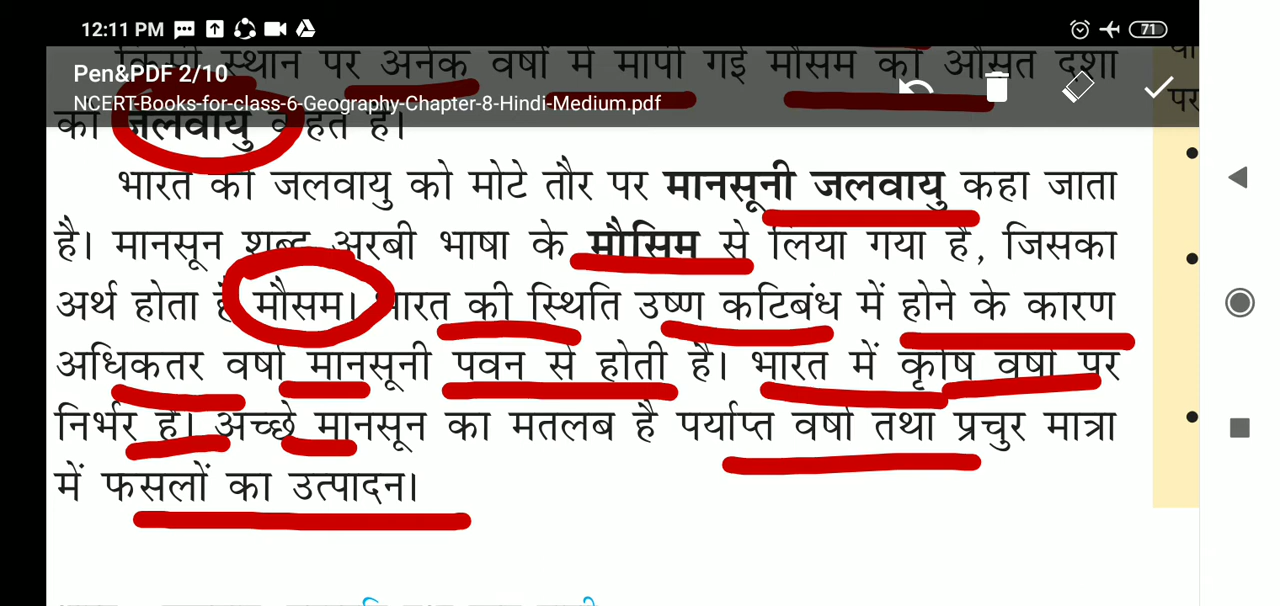 12:11 PM
71
किसी स्थान पर अनेक वर्षों में मापी गई मौसम की औसत दशा
Pen&PDF 2/10
NCERT-Books-for-class-6-Geography-Chapter-8-Hindi-Medium.pdf
को जलवायु कहते हैं।
भारत की जलवायु को मोटे तौर पर मानसूनी जलवायु कहा जाता
है। मानसून शब्द अरबी भाषा के मौसिम से लिया गया है, जिसका
अर्थ होता है मौसम। भारत की स्थिति उष्ण कटिबंध में होने के कारण
अधिकतर वर्षा मानसूनी पवन से होती है। भारत में कृषि वर्षा पर
निर्भर है। अच्छे मानसून का मतलब है पर्याप्त वर्षा तथा प्रचुर मात्रा
में फसलों का उत्पादन।
पर